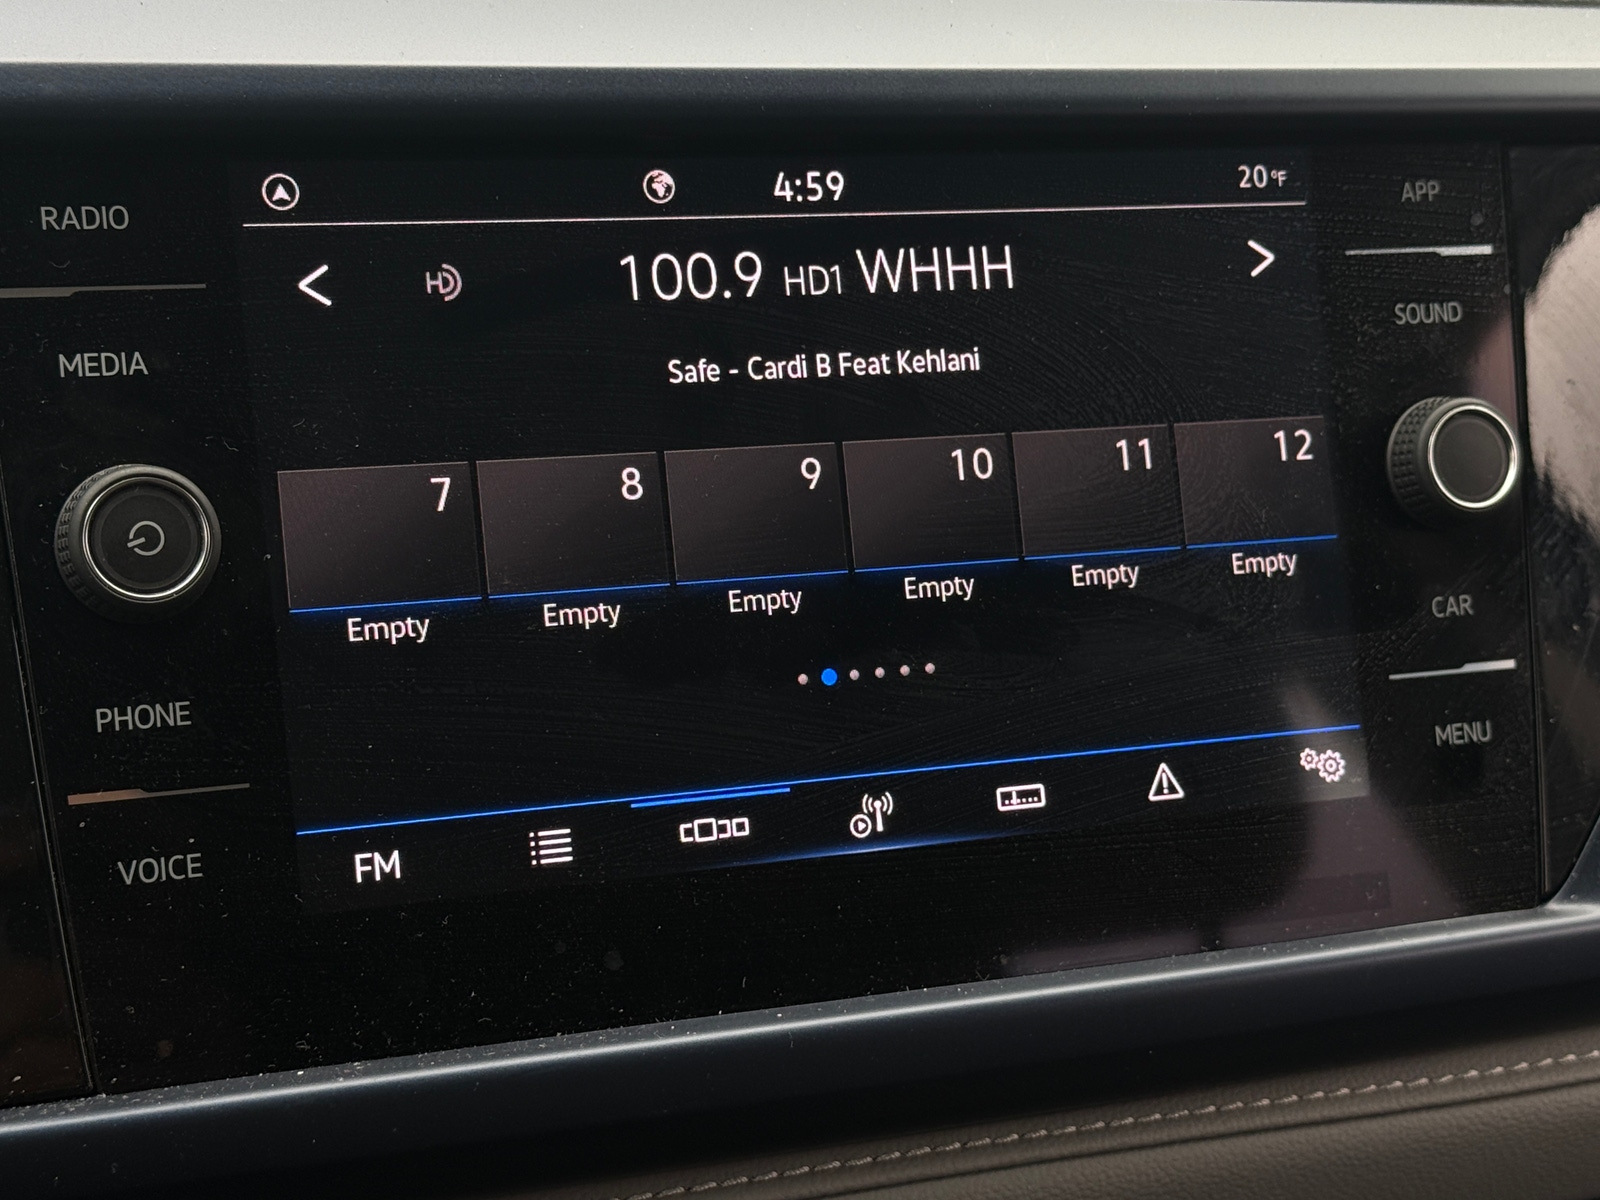 4:59
20°F
RADIO
APP
HD
100.9 HD1 WHHH
SOUND
MEDIA
Safe - Cardi B Feat Kehlani
7
8
9
10
11
12
Empty
Empty
Empty
Empty
Empty
Empty
CAR
PHONE
MENU
VOICE
FM